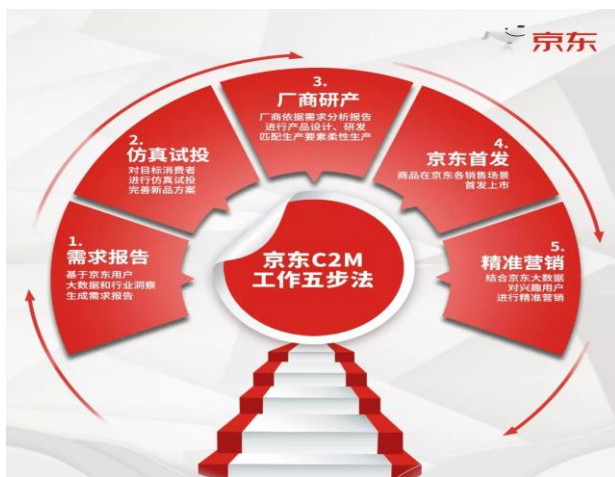 京东
1.
需求报告
基于京东用户
大数据和行业洞察
生成需求报告
2.
仿真试投
对目标消费者
进行仿真试投
完善新品方案
3.
厂商研产
厂商依据需求分析报告
进行产品设计、研发
匹配生产要素柔性生产
4.
京东首发
商品在京东各销售场景
首发上市
5.
精准营销
结合京东大数据
对兴趣用户
进行精准营销
京东C2M
工作五步法